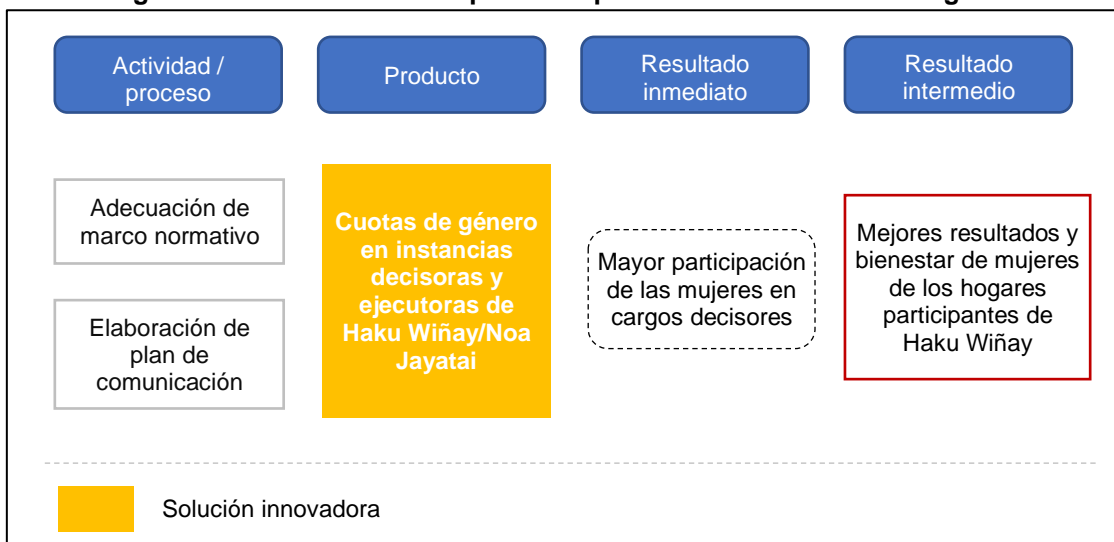 Actividad /
proceso
Producto
Resultado
inmediato
Resultado
intermedio
Adecuación de
marco normativo
Elaboración de
plan de
comunicación
Cuotas de género
en instancias
decisoras y
ejecutoras de
Haku Wiñay/Noa
Jayatai
Mayor participación
de las mujeres en
cargos decisores
Mejores resultados y
bienestar de mujeres
de los hogares
participantes de
Haku Wiñay
Solución innovadora